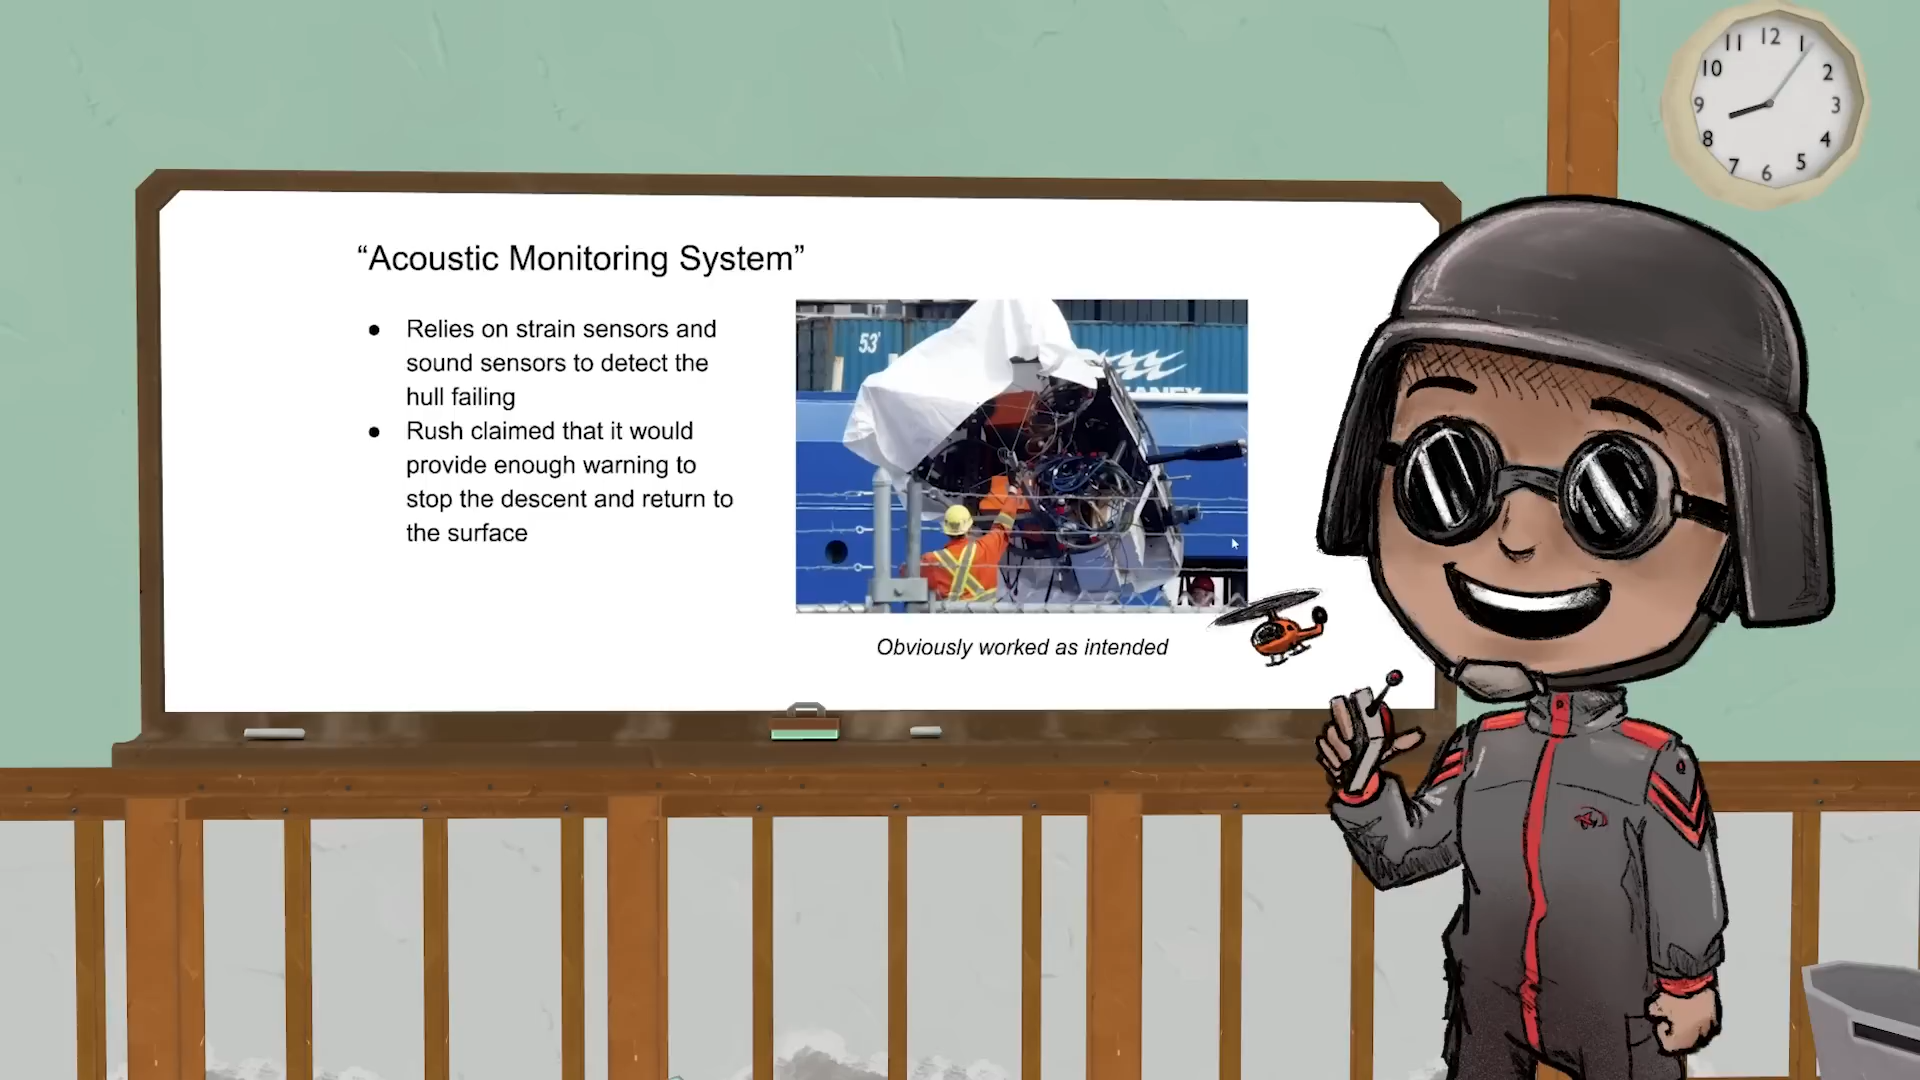 11 12 1
10 2
9 3
8 4
7 6 5
“Acoustic Monitoring System”
● Relies on strain sensors and
sound sensors to detect the
hull failing
● Rush claimed that it would
provide enough warning to
stop the descent and return to
the surface
53'
Obviously worked as intended